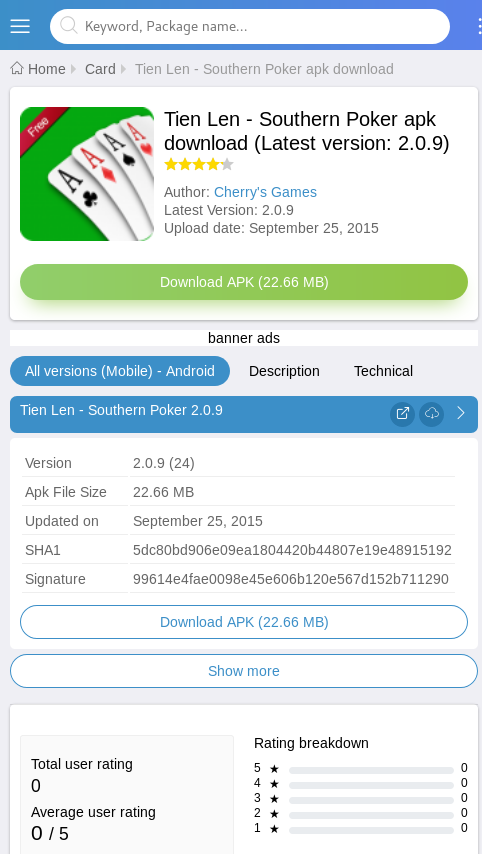 Keyword, Package name...
Home Card Tien Len - Southern Poker apk download
Free
A A A A
Tien Len - Southern Poker apk
download (Latest version: 2.0.9)
Author: Cherry's Games
Latest Version: 2.0.9
Upload date: September 25, 2015
Download APK (22.66 MB)
banner ads
All versions (Mobile) - Android Description Technical
Tien Len - Southern Poker 2.0.9
Version 2.0.9 (24)
Apk File Size 22.66 MB
Updated on September 25, 2015
SHA1 5dc80bd906e09ea1804420b44807e19e48915192
Signature 99614e4fae0098e45e606b120e567d152b711290
Download APK (22.66 MB)
Show more
Total user rating
0
Average user rating
0 / 5
Rating breakdown
5 ★ 0
4 ★ 0
3 ★ 0
2 ★ 0
1 ★ 0